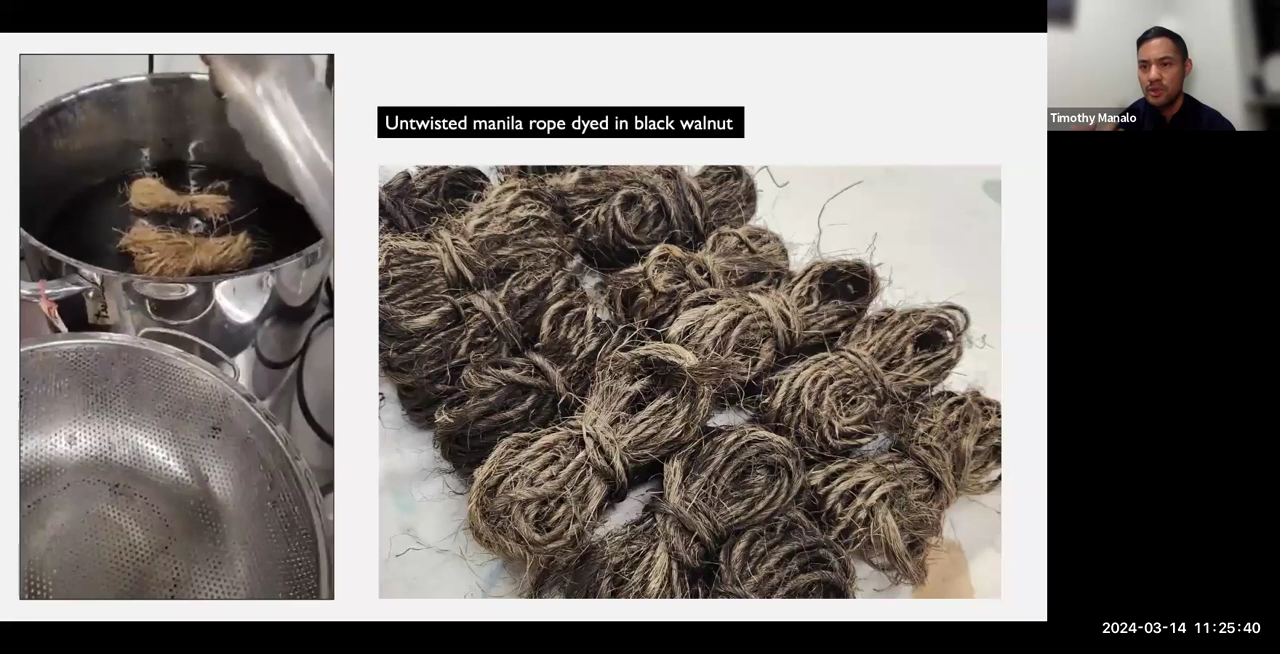 Untwisted manila rope dyed in black walnut
Timothy Manalo
2024-03-14 11:25:40